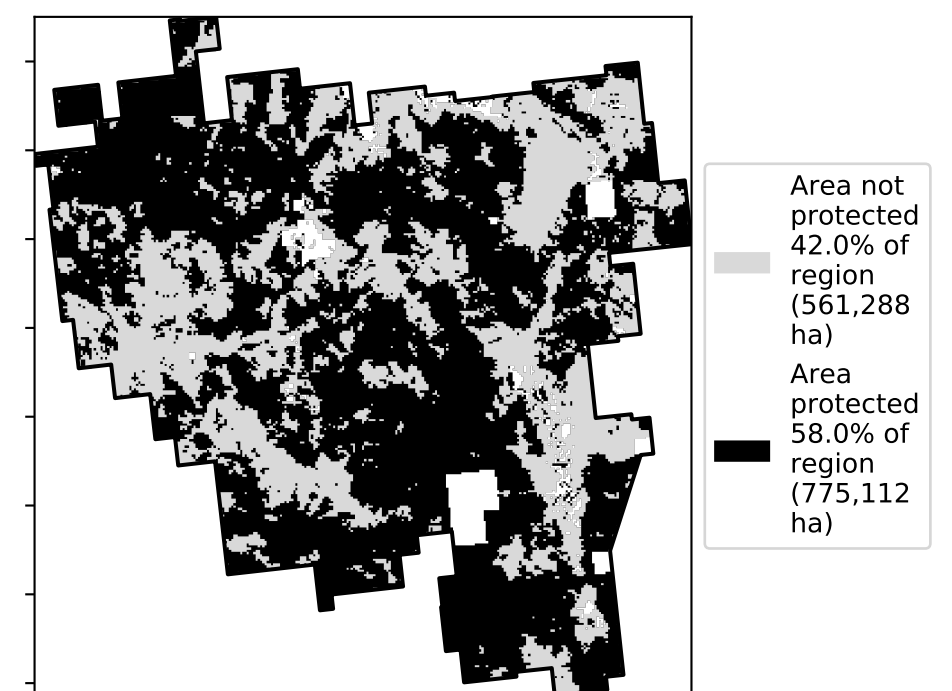 Area not
protected
42.0% of
region
(561,288
ha)
Area
protected
58.0% of
region
(775,112
ha)